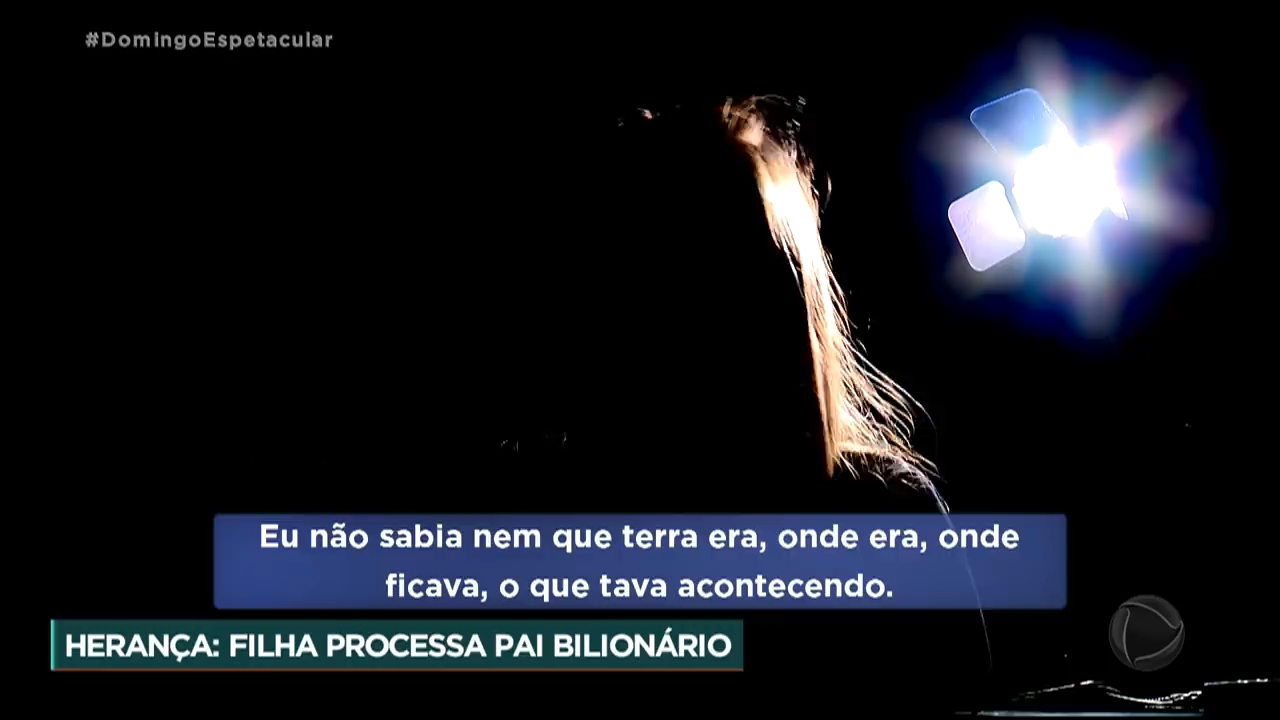 #DomingoEspetacular
Eu não sabia nem que terra era, onde era, onde
ficava, o que tava acontecendo.
HERANÇA: FILHA PROCESSA PAI BILIONÁRIO